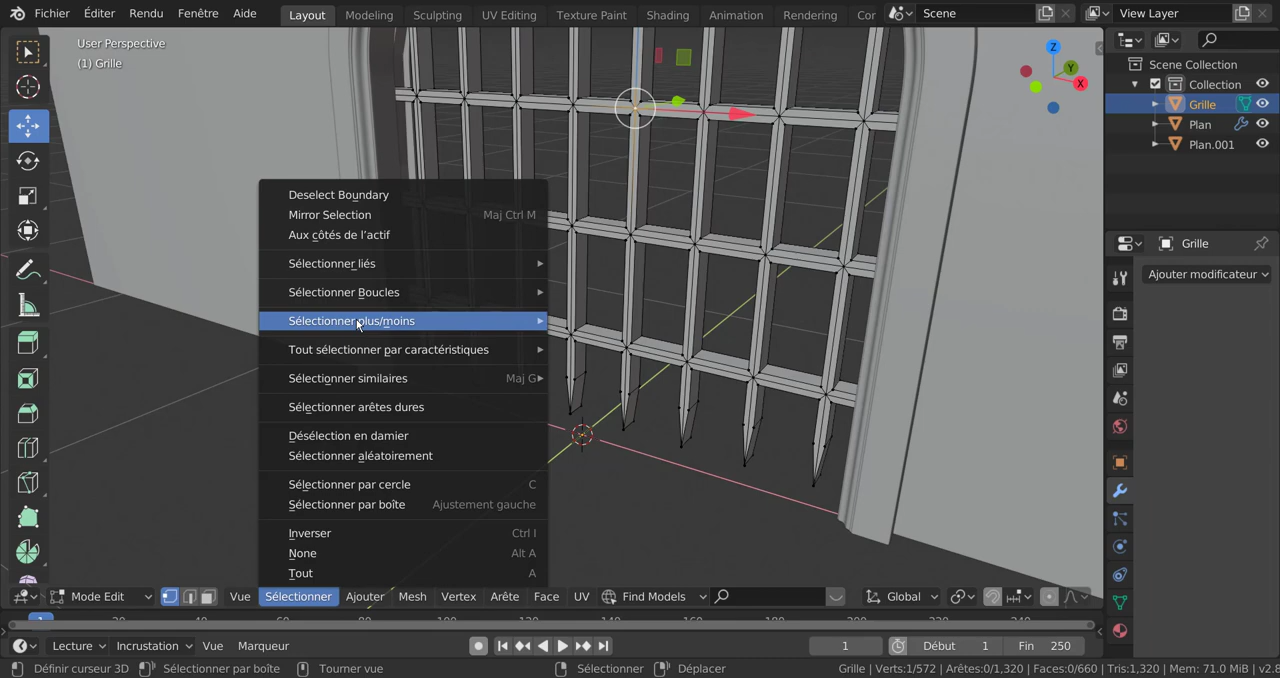 Fichier Éditer Rendu Fenêtre Aide Layout Modeling Sculpting UV Editing Texture Paint Shading Animation Rendering Cor Scene View Layer
User Perspective
(1) Grille
Z
Y
X
Scene Collection
Collection
Grille
Plan
Plan.001
Grille
Ajouter modificateur
Deselect Boundary
Mirror Selection Maj Ctrl M
Aux côtés de l'actif
Sélectionner liés
Sélectionner Boucles
Sélectionner plus/moins
Tout sélectionner par caractéristiques
Sélectionner similaires Maj G
Sélectionner arêtes dures
Désélection en damier
Sélectionner aléatoirement
Sélectionner par cercle C
Sélectionner par boîte Ajustement gauche
Inverser Ctrl I
None Alt A
Tout A
Mode Edit Vue Sélectionner Ajouter Mesh Vertex Arête Face UV Find Models Global
1
Lecture Incrustation Vue Marqueur 1 Début 1 Fin 250
Définir curseur 3D Sélectionner par boîte Tourner vue Sélectionner Déplacer Grille | Verts:1/572 | Arêtes:0/1,320 | Faces:0/660 | Tris:1,320 | Mem: 71.0 MiB | v2.8